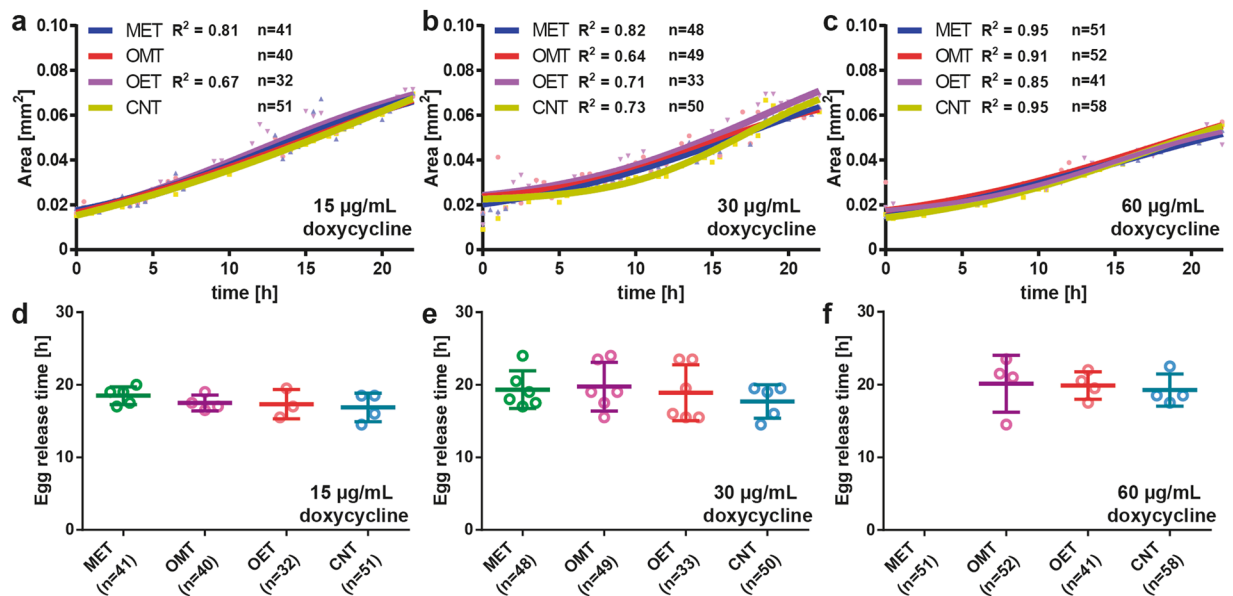 a
0.10
0.08
0.06
0.04
0.02
0
Area [mm²]
MET R² = 0.81 n=41
OMT n=40
OET R² = 0.67 n=32
CNT n=51
15 µg/mL
doxycycline
0 5 10 15 20
time [h]
b
0.10
0.08
0.06
0.04
0.02
0
Area [mm²]
MET R² = 0.82 n=48
OMT R² = 0.64 n=49
OET R² = 0.71 n=33
CNT R² = 0.73 n=50
30 µg/mL
doxycycline
0 5 10 15 20
time [h]
c
0.10
0.08
0.06
0.04
0.02
0
Area [mm²]
MET R² = 0.95 n=51
OMT R² = 0.91 n=52
OET R² = 0.85 n=41
CNT R² = 0.95 n=58
60 µg/mL
doxycycline
0 5 10 15 20
time [h]
d
30
20
10
0
Egg release time [h]
15 µg/mL
doxycycline
MET
(n=41)
OMT
(n=40)
OET
(n=32)
CNT
(n=51)
e
30
20
10
0
Egg release time [h]
30 µg/mL
doxycycline
MET
(n=48)
OMT
(n=49)
OET
(n=33)
CNT
(n=50)
f
30
20
10
0
Egg release time [h]
60 µg/mL
doxycycline
MET
(n=51)
OMT
(n=52)
OET
(n=41)
CNT
(n=58)